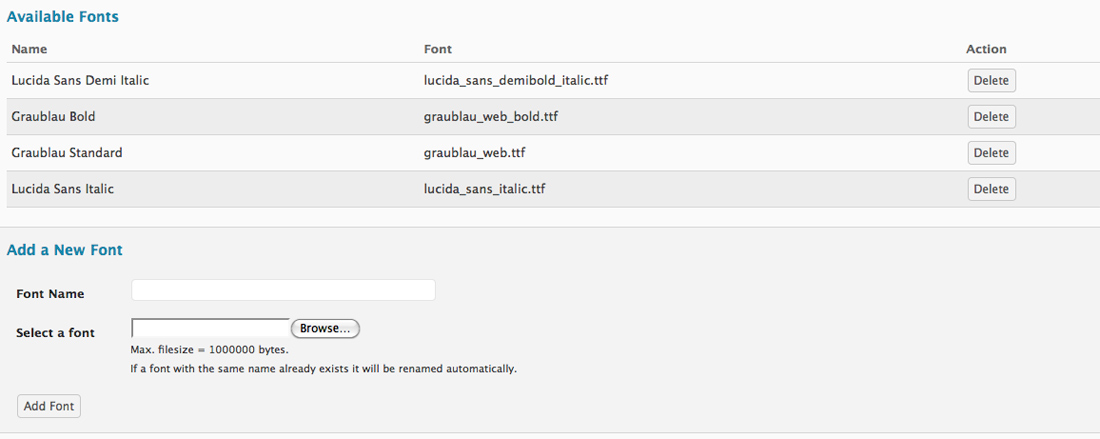 Available Fonts
Name Font Action
Lucida Sans Demi Italic lucida_sans_demibold_italic.ttf Delete
Graublau Bold graublau_web_bold.ttf Delete
Graublau Standard graublau_web.ttf Delete
Lucida Sans Italic lucida_sans_italic.ttf Delete
Add a New Font
Font Name
Select a font Browse...
Max. filesize = 1000000 bytes.
If a font with the same name already exists it will be renamed automatically.
Add Font